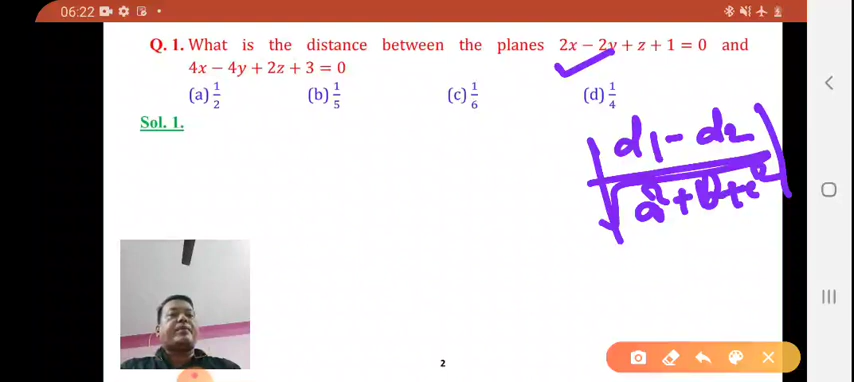 06:22
Q. 1. What is the distance between the planes 2x − 2y + z + 1 = 0 and
4x − 4y + 2z + 3 = 0
(a) 1/2 (b) 1/5 (c) 1/6 (d) 1/4
Sol. 1.
|d₁ − d₂ / √a² + b² + c²|
2